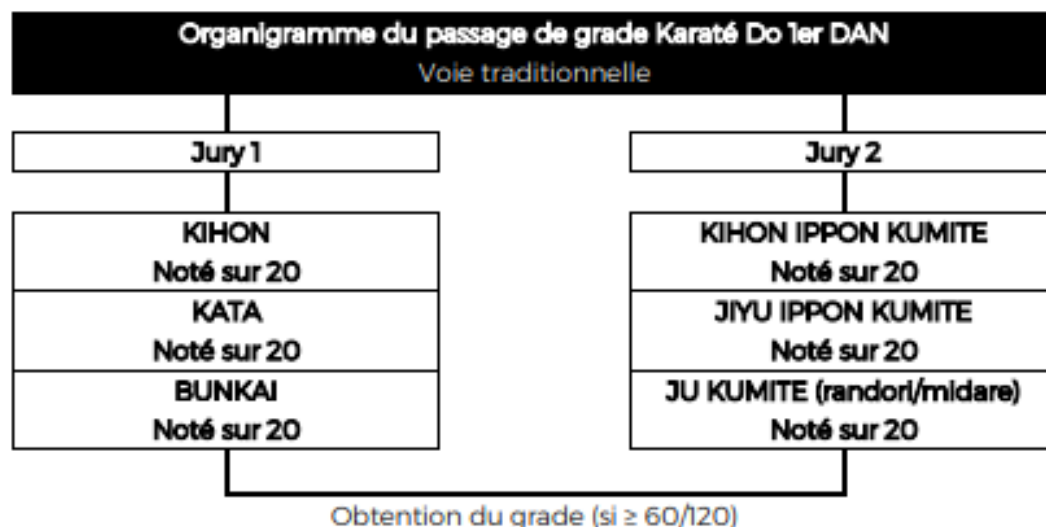 Organigramme du passage de grade Karaté Do 1er DAN
Voie traditionnelle
Jury 1
KIHON
Noté sur 20
KATA
Noté sur 20
BUNKAI
Noté sur 20
Jury 2
KIHON IPPON KUMITE
Noté sur 20
JIYU IPPON KUMITE
Noté sur 20
JU KUMITE (randori/midare)
Noté sur 20
Obtention du grade (si ≥ 60/120)